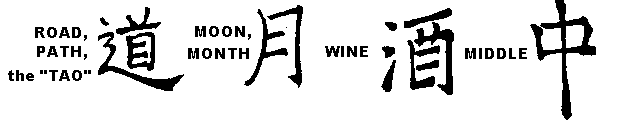 ROAD,
PATH,
the "TAO"
道
MOON,
MONTH
月
WINE
酒
MIDDLE
中